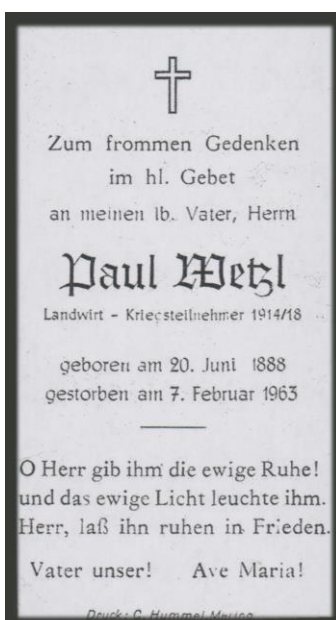 Zum frommen Gedenken
im hl. Gebet
an meinen lb. Vater, Herrn
Paul Metzl
Landwirt - Kriegsteilnehmer 1914/18
geboren am 20. Juni 1888
gestorben am 7. Februar 1963
O Herr gib ihm die ewige Ruhe!
und das ewige Licht leuchte ihm.
Herr, laß ihn ruhen in Frieden.
Vater unser! Ave Maria!
Druck: G. Hummel Mering